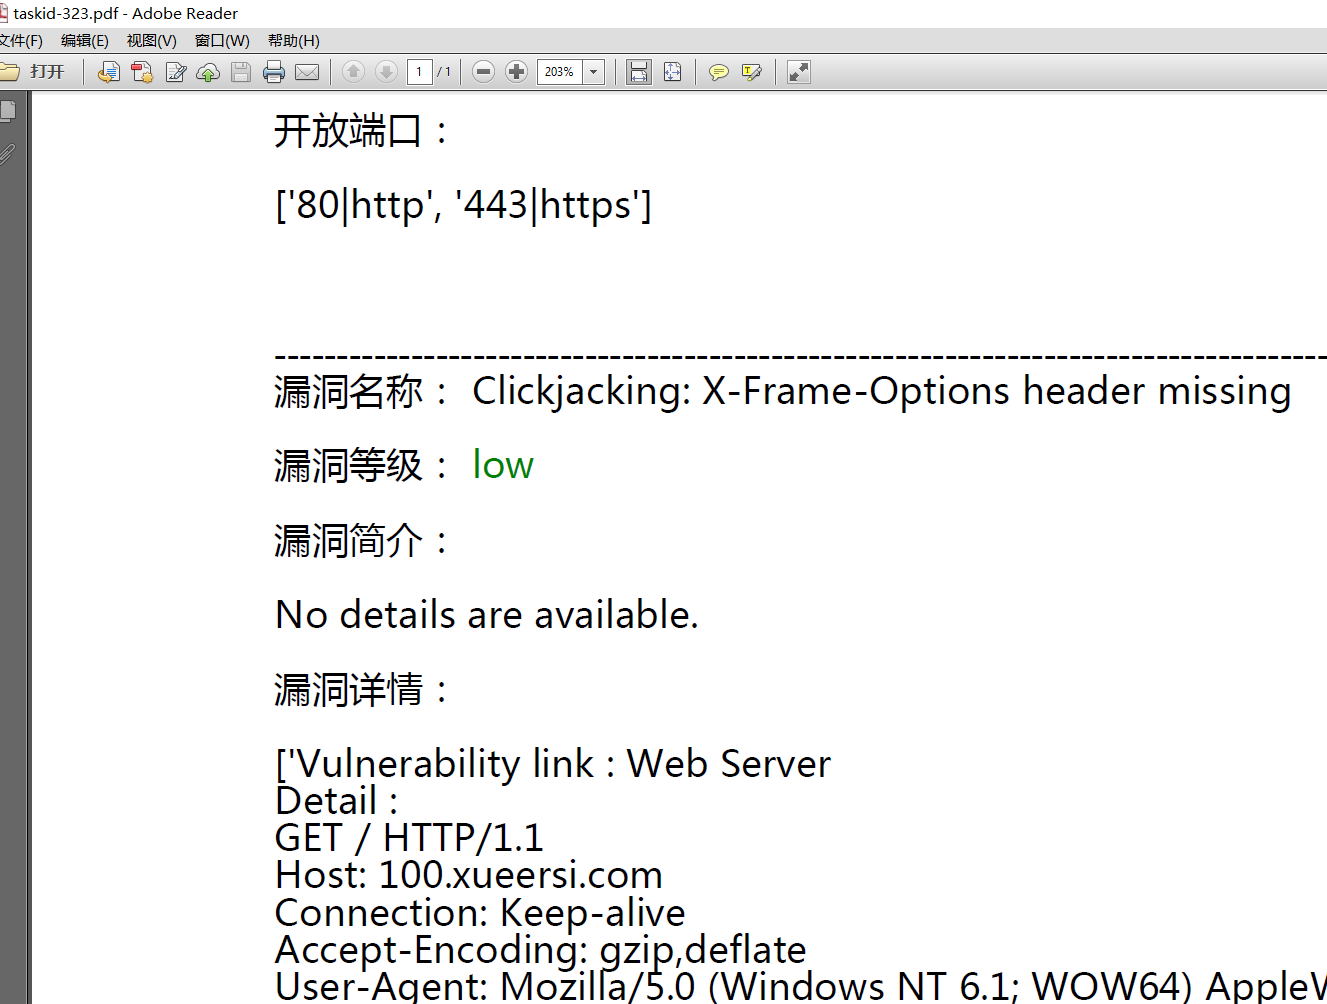 taskid-323.pdf - Adobe Reader
文件(F) 编辑(E) 视图(V) 窗口(W) 帮助(H)
打开 1 / 1 203%
开放端口：
['80|http', '443|https']
--------------------------------------------------------------------------------
漏洞名称： Clickjacking: X-Frame-Options header missing
漏洞等级： low
漏洞简介：
No details are available.
漏洞详情：
['Vulnerability link : Web Server
Detail :
GET / HTTP/1.1
Host: 100.xueersi.com
Connection: Keep-alive
Accept-Encoding: gzip,deflate
User-Agent: Mozilla/5.0 (Windows NT 6.1; WOW64) AppleW